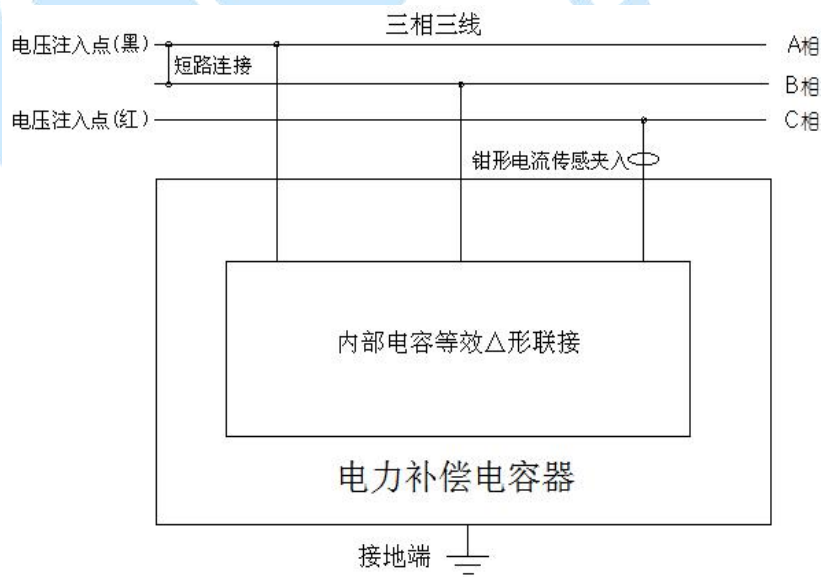 三相三线
电压注入点(黑)
A相
短路连接
B相
电压注入点(红)
C相
钳形电流传感夹入
内部电容等效△形联接
电力补偿电容器
接地端